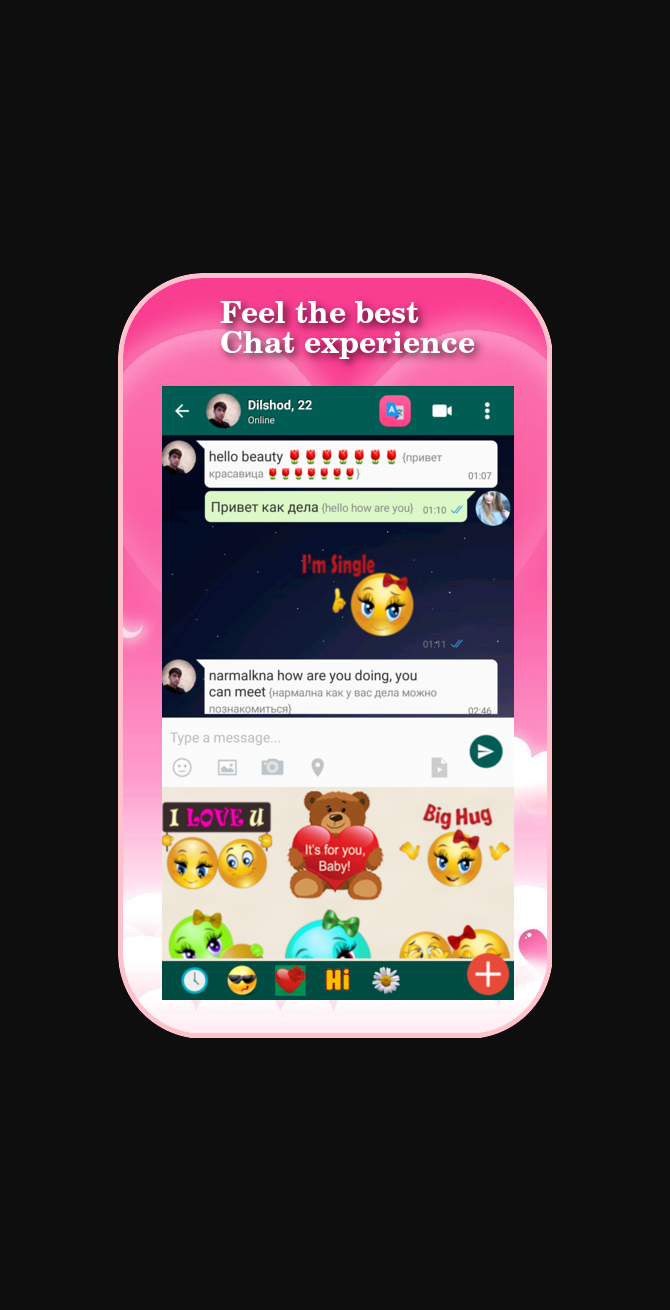 Feel the best
Chat experience
Dilshod, 22
Online
hello beauty 🌷🌷🌷🌷🌷🌷🌷 {привет
красавица 🌷🌷🌷🌷🌷🌷🌷}
01:07
Привет как дела {hello how are you} 01:10
I'm Single
01:11
narmalkna how are you doing, you
can meet {нармална как у вас дела можно
познакомиться}
02:46
Type a message...
I LOVE U
It's for you,
Baby!
Big Hug
Hi